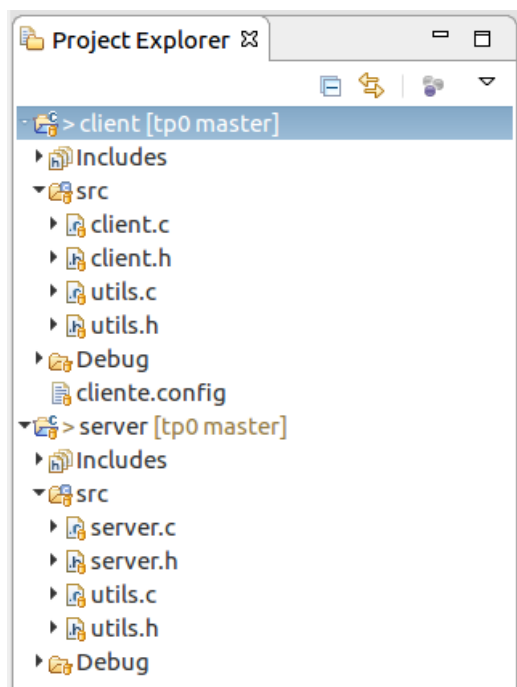 Project Explorer
> client [tp0 master]
Includes
src
client.c
client.h
utils.c
utils.h
Debug
cliente.config
> server [tp0 master]
Includes
src
server.c
server.h
utils.c
utils.h
Debug